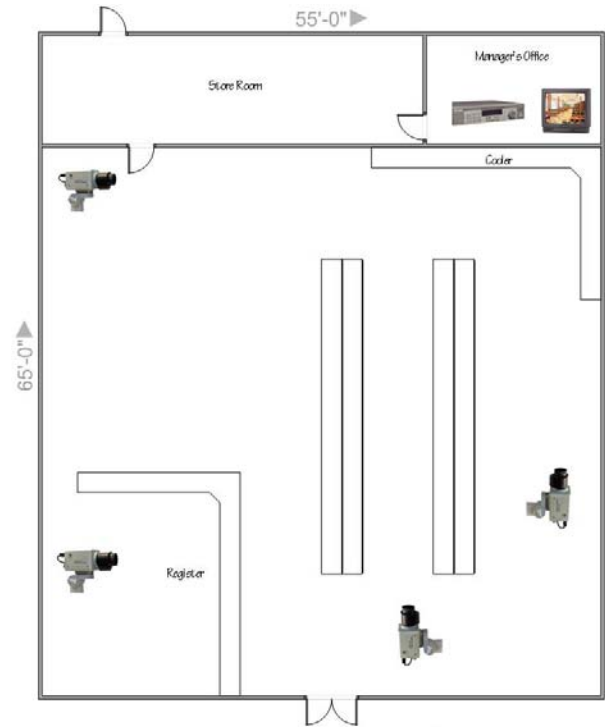 55'-0"
Manager's Office
Store Room
Cooler
65'-0"
Register